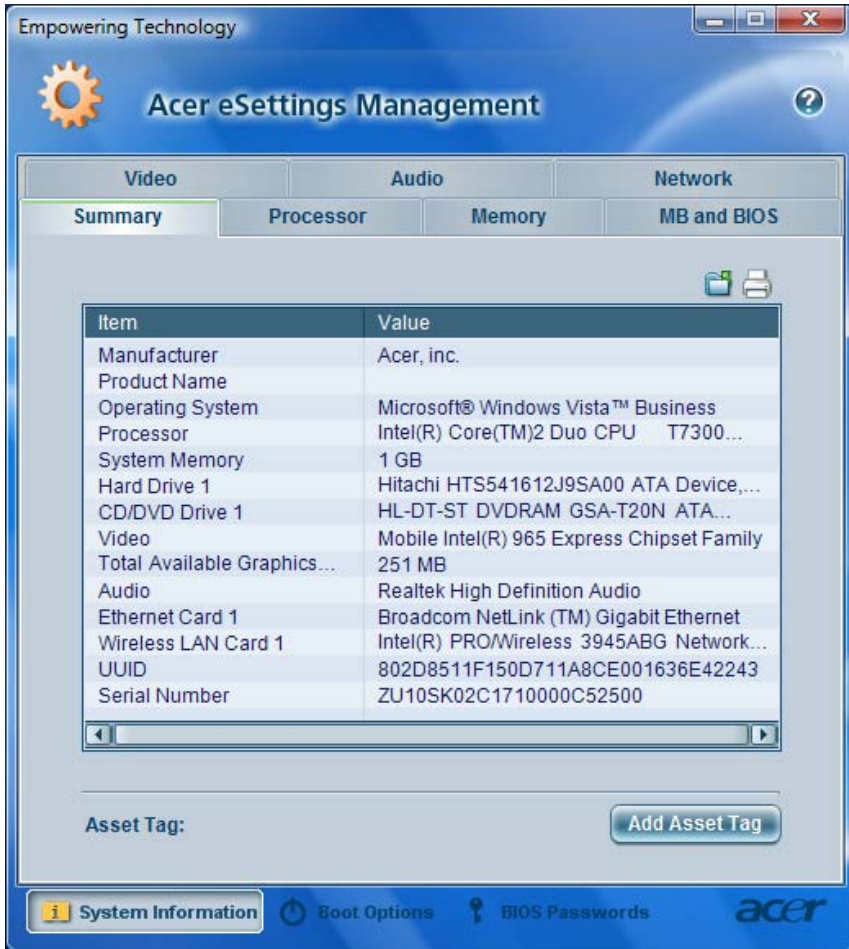 Empowering Technology
Acer eSettings Management
Video Audio Network
Summary Processor Memory MB and BIOS
Item Value
Manufacturer Acer, inc.
Product Name
Operating System Microsoft® Windows Vista™ Business
Processor Intel(R) Core(TM)2 Duo CPU T7300...
System Memory 1 GB
Hard Drive 1 Hitachi HTS541612J9SA00 ATA Device,...
CD/DVD Drive 1 HL-DT-ST DVDRAM GSA-T20N ATA...
Video Mobile Intel(R) 965 Express Chipset Family
Total Available Graphics... 251 MB
Audio Realtek High Definition Audio
Ethernet Card 1 Broadcom NetLink (TM) Gigabit Ethernet
Wireless LAN Card 1 Intel(R) PRO/Wireless 3945ABG Network...
UUID 802D8511F150D711A8CE001636E42243
Serial Number ZU10SK02C1710000C52500
Asset Tag: Add Asset Tag
System Information Boot Options BIOS Passwords acer